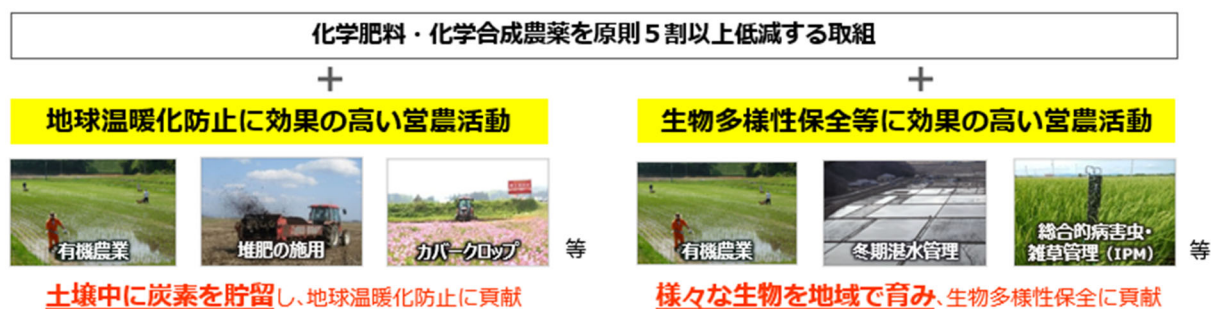 化学肥料・化学合成農薬を原則５割以上低減する取組
＋
＋
地球温暖化防止に効果の高い営農活動
有機農業
堆肥の施用
カバークロップ
等
土壌中に炭素を貯留し、地球温暖化防止に貢献
生物多様性保全等に効果の高い営農活動
有機農業
冬期湛水管理
総合的病害虫・
雑草管理（IPM）
等
様々な生物を地域で育み、生物多様性保全に貢献